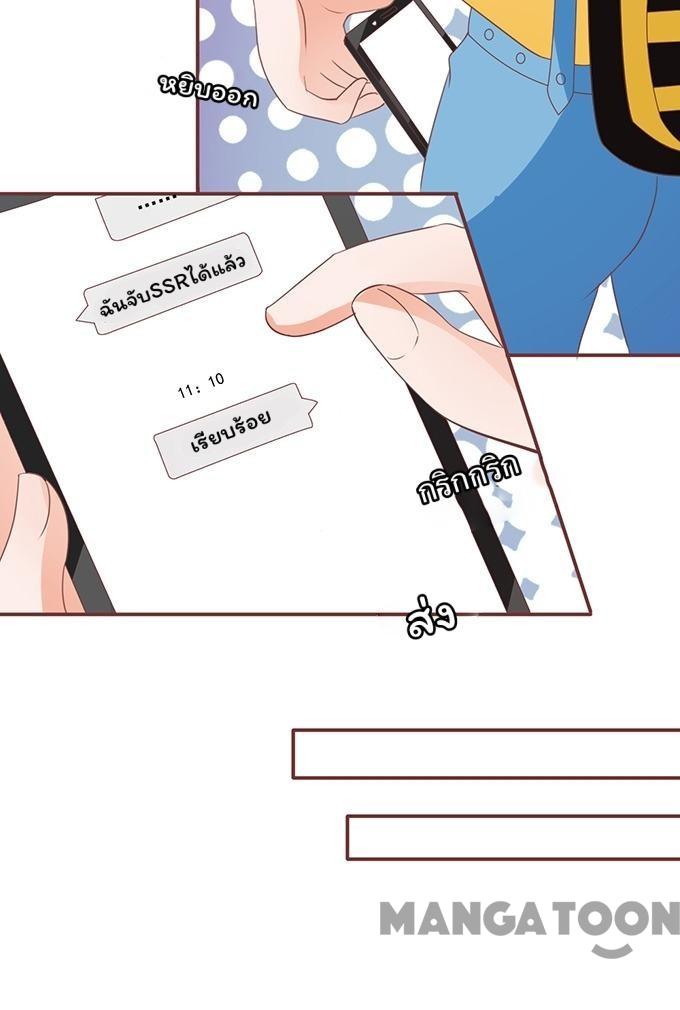 หยิบออก
......
ฉันจับSSRได้แล้ว
11: 10
เรียบร้อย
กริกกริก
ส่ง
MANGATOON